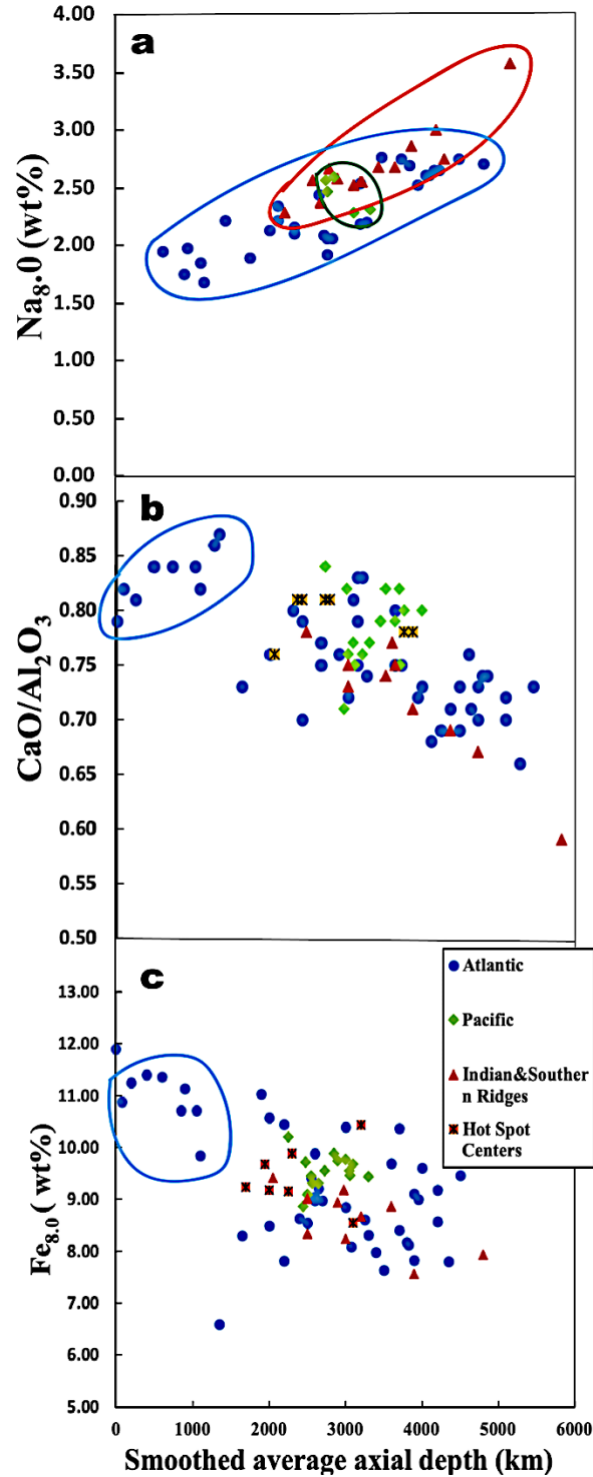 a
4.00
3.50
3.00
2.50
2.00
1.50
1.00
0.50
0.00
Na8.0 (wt%)
b
0.90
0.85
0.80
0.75
0.70
0.65
0.60
0.55
0.50
CaO/Al2O3
c
13.00
12.00
11.00
10.00
9.00
8.00
7.00
6.00
5.00
Fe8.0 ( wt%)
Atlantic
Pacific
Indian&Souther
n Ridges
Hot Spot
Centers
0 1000 2000 3000 4000 5000 6000
Smoothed average axial depth (km)